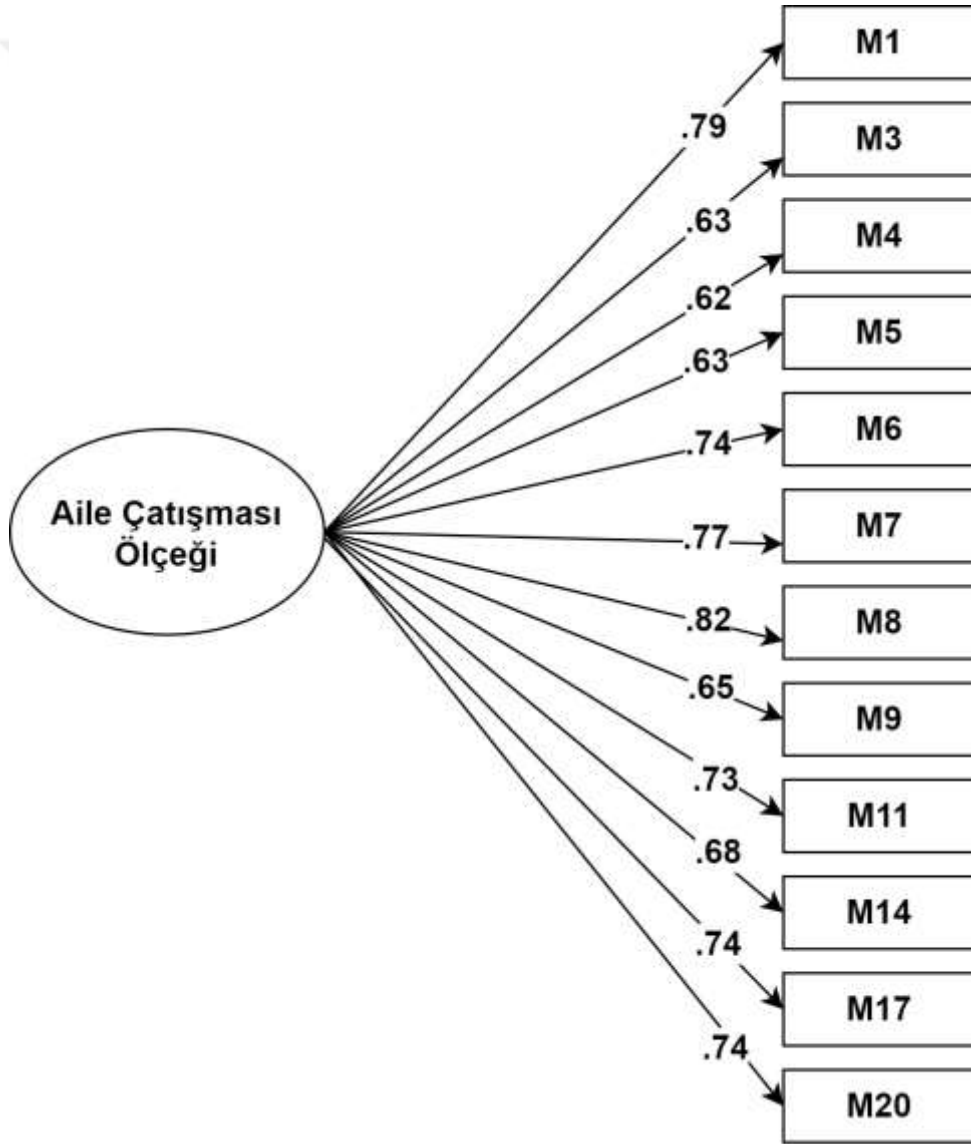 M1
.79
M3
.63
M4
.62
M5
.63
M6
.74
Aile Çatışması
Ölçeği
M7
.77
M8
.82
M9
.65
M11
.73
M14
.68
M17
.74
M20
.74